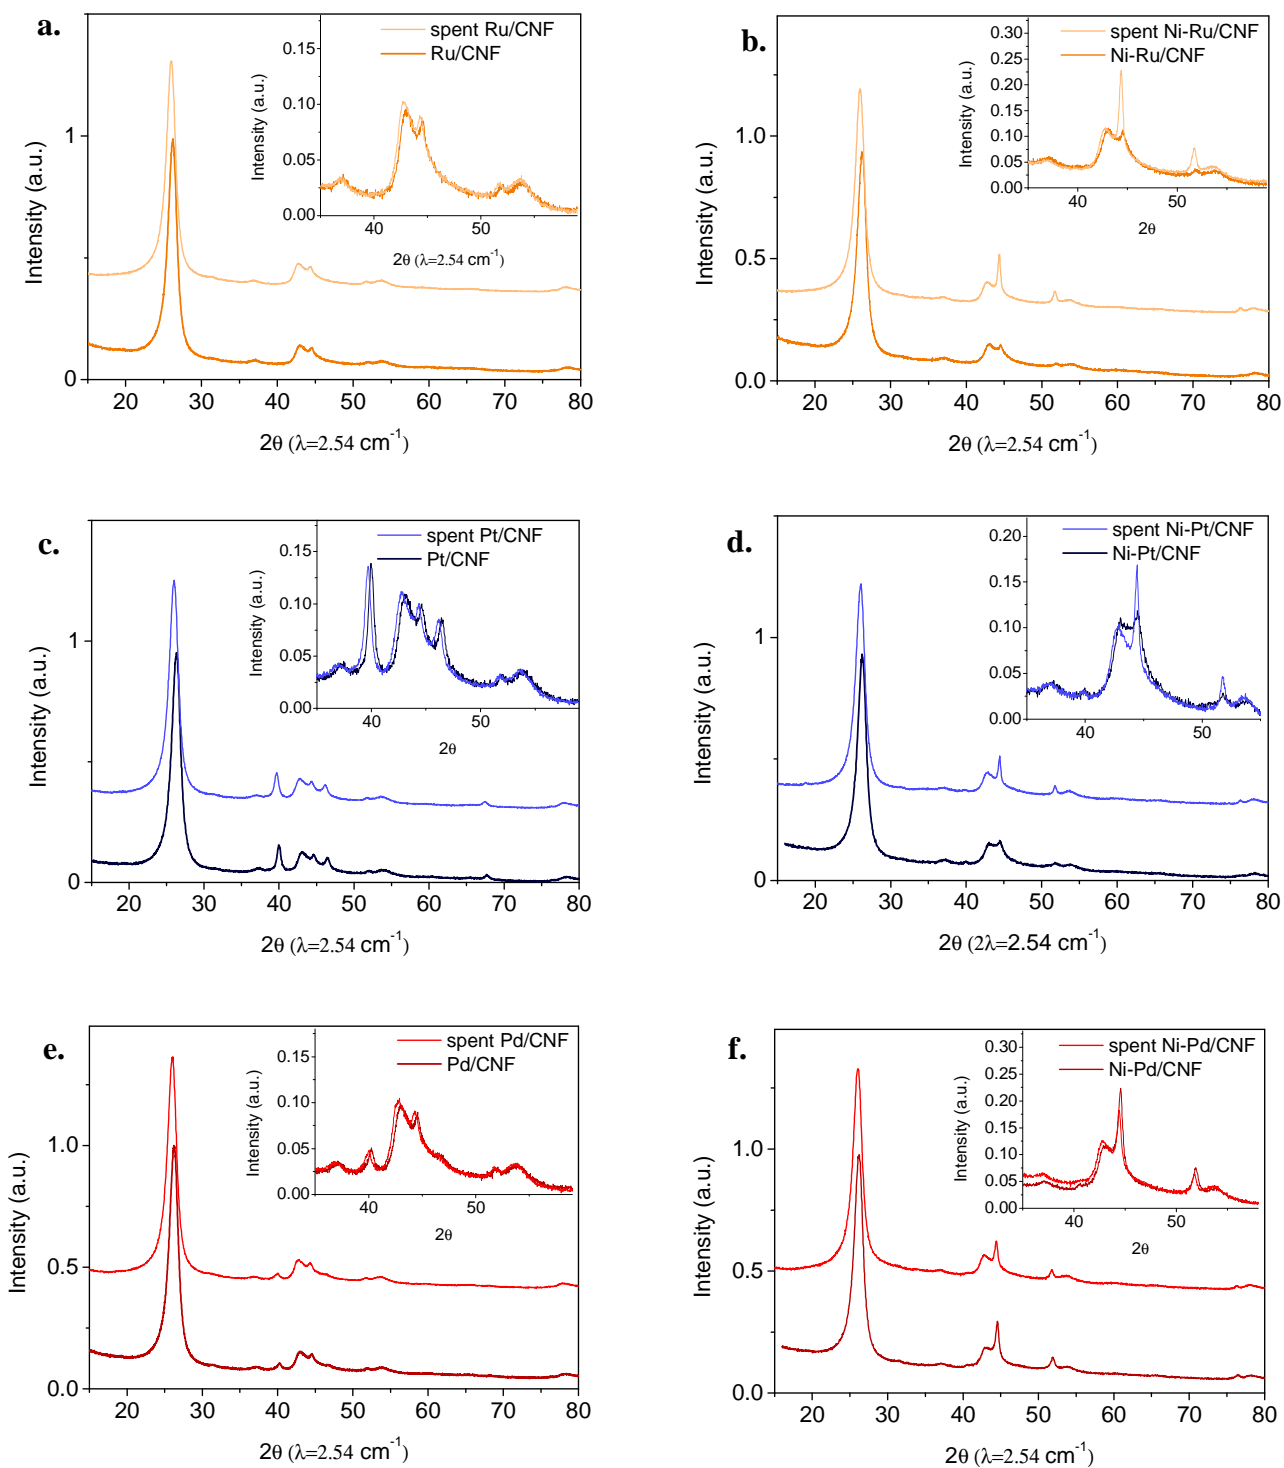 a.
spent Ru/CNF
Ru/CNF
0.15
0.10
0.05
0.00
Intensity (a.u.)
40
50
2θ (λ=2.54 cm-1)
1
0
Intensity (a.u.)
20
30
40
50
60
70
80
2θ (λ=2.54 cm-1)
b.
spent Ni-Ru/CNF
Ni-Ru/CNF
0.30
0.25
0.20
0.15
0.10
0.05
0.00
Intensity (a.u.)
40
50
2θ
1.0
0.5
0.0
Intensity (a.u.)
20
30
40
50
60
70
80
2θ (λ=2.54 cm-1)
c.
spent Pt/CNF
Pt/CNF
0.15
0.10
0.05
0.00
Intensity (a.u.)
40
50
2θ
1
0
Intensity (a.u.)
20
30
40
50
60
70
80
2θ (λ=2.54 cm-1)
d.
spent Ni-Pt/CNF
Ni-Pt/CNF
0.20
0.15
0.10
0.05
0.00
Intensity (a.u.)
40
50
1
0
Intensity (a.u.)
20
30
40
50
60
70
80
2θ (2λ=2.54 cm-1)
e.
spent Pd/CNF
Pd/CNF
0.15
0.10
0.05
0.00
Intensity (a.u.)
40
50
2θ
1.0
0.5
0.0
Intensity (a.u.)
20
30
40
50
60
70
80
2θ (λ=2.54 cm-1)
f.
spent Ni-Pd/CNF
Ni-Pd/CNF
0.30
0.25
0.20
0.15
0.10
0.05
0.00
Intensity (a.u.)
40
50
2θ
1.0
0.5
0.0
Intensity (a.u.)
20
30
40
50
60
70
80
2θ (λ=2.54 cm-1)